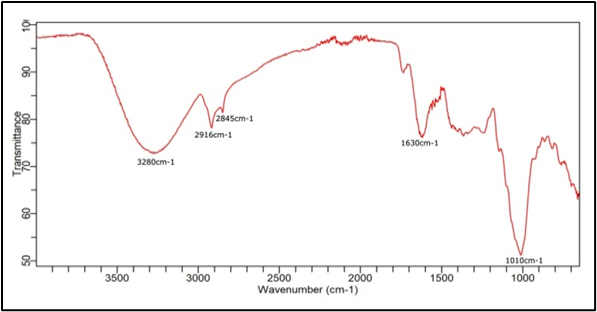 10
90
80
70
60
50
Transmittance
3280cm-1
2916cm-1
2845cm-1
1630cm-1
1010cm-1
3500 3000 2500 2000 1500 1000
Wavenumber (cm-1)